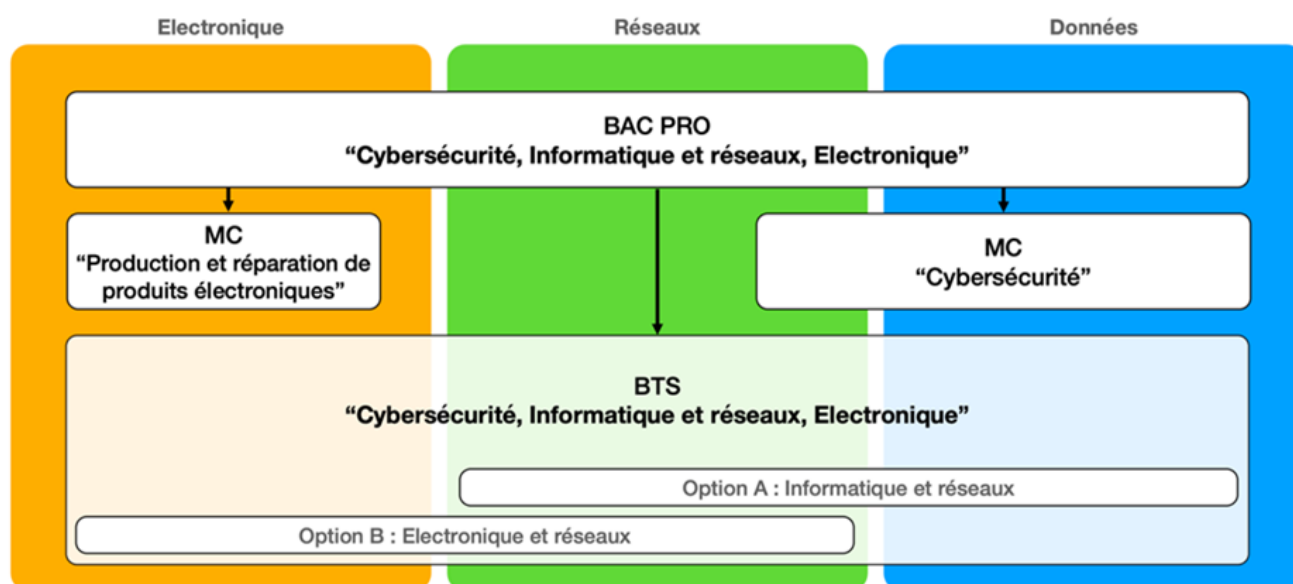 Electronique
Réseaux
Données
BAC PRO
“Cybersécurité, Informatique et réseaux, Electronique”
MC
“Production et réparation de
produits électroniques”
MC
“Cybersécurité”
BTS
“Cybersécurité, Informatique et réseaux, Electronique”
Option A : Informatique et réseaux
Option B : Electronique et réseaux